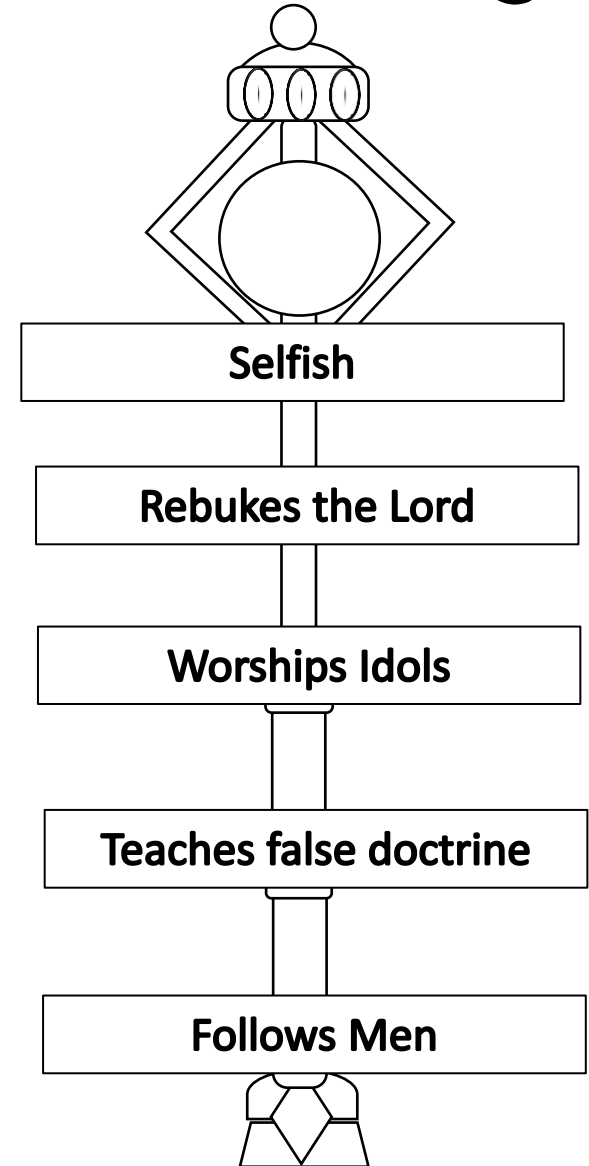 Selfish
Rebukes the Lord
Worships Idols
Teaches false doctrine
Follows Men